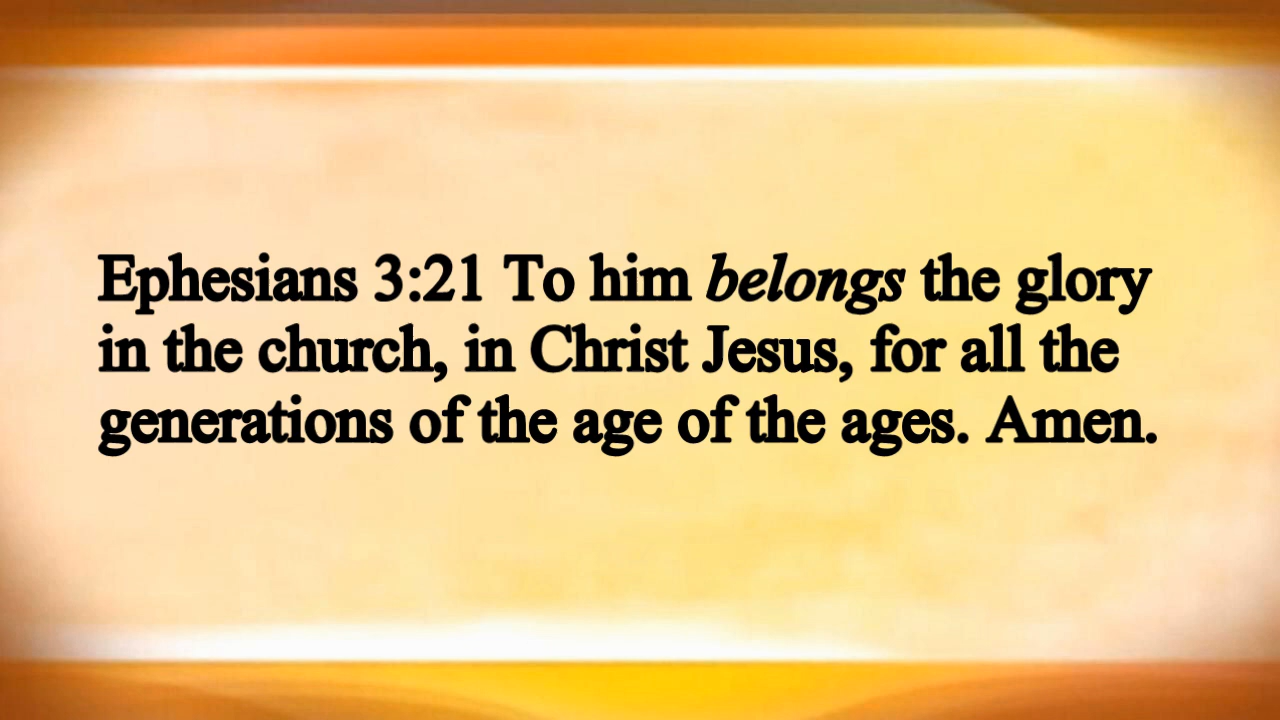 Ephesians 3:21 To him belongs the glory
in the church, in Christ Jesus, for all the
generations of the age of the ages. Amen.